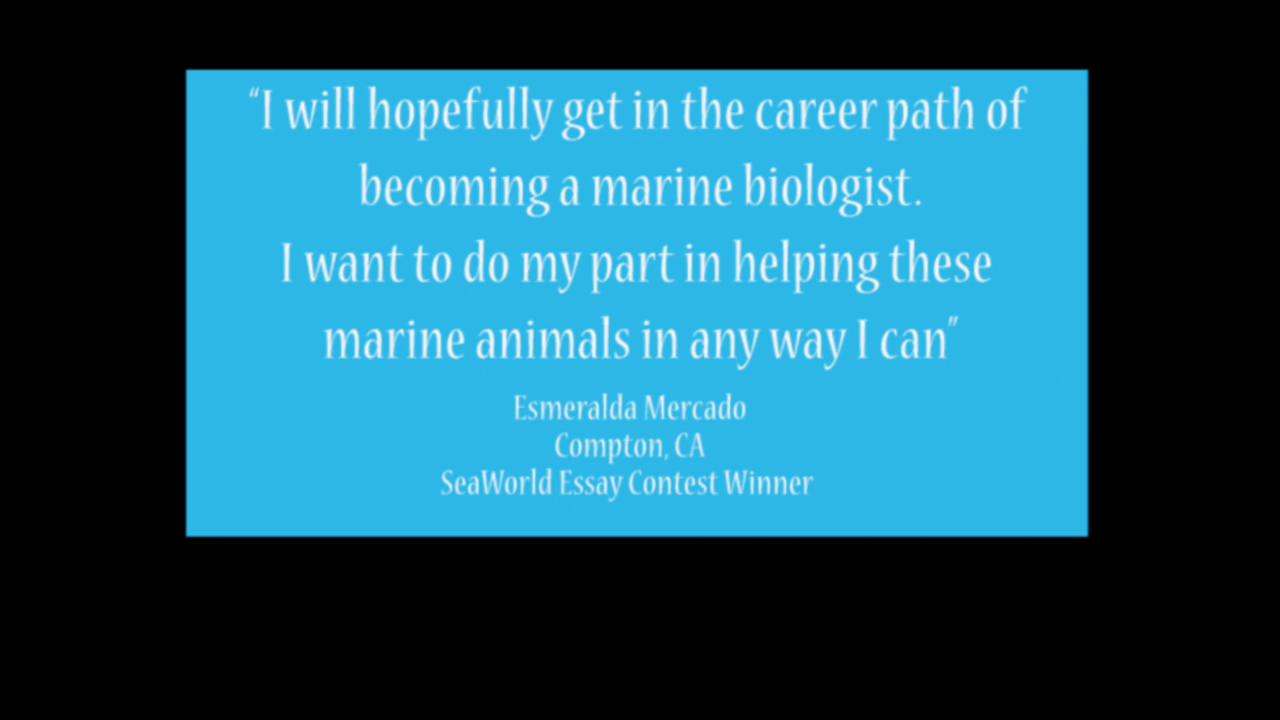 “I will hopefully get in the career path of
becoming a marine biologist.
I want to do my part in helping these
marine animals in any way I can”
Esmeralda Mercado
Compton, CA
SeaWorld Essay Contest Winner